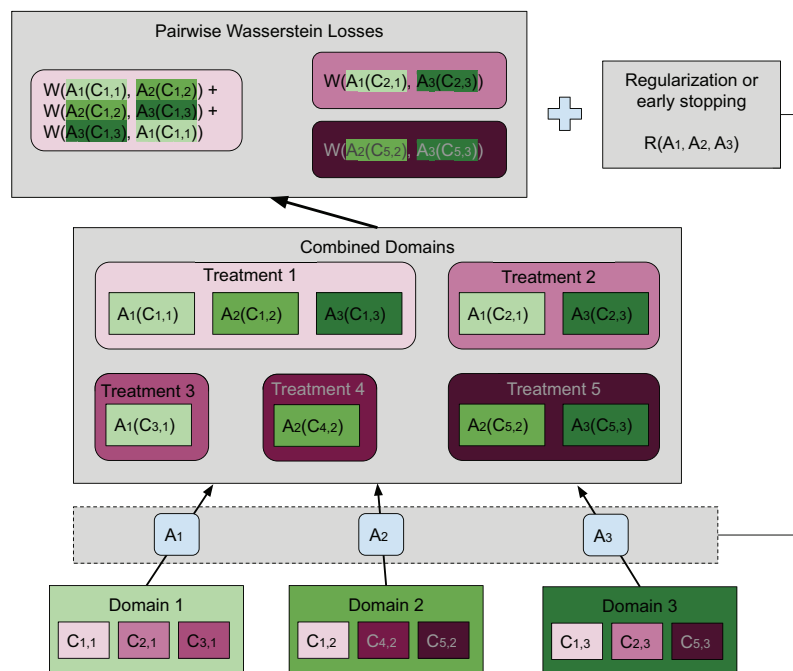 Pairwise Wasserstein Losses
W(A1(C1,1), A2(C1,2)) +
W(A2(C1,2), A3(C1,3)) +
W(A3(C1,3), A1(C1,1))
W(A1(C2,1), A3(C2,3))
W(A2(C5,2), A3(C5,3))
Regularization or
early stopping
R(A1, A2, A3)
Combined Domains
Treatment 1
A1(C1,1) A2(C1,2) A3(C1,3)
Treatment 2
A1(C2,1) A3(C2,3)
Treatment 3
A1(C3,1)
Treatment 4
A2(C4,2)
Treatment 5
A2(C5,2) A3(C5,3)
A1 A2 A3
Domain 1
C1,1 C2,1 C3,1
Domain 2
C1,2 C4,2 C5,2
Domain 3
C1,3 C2,3 C5,3